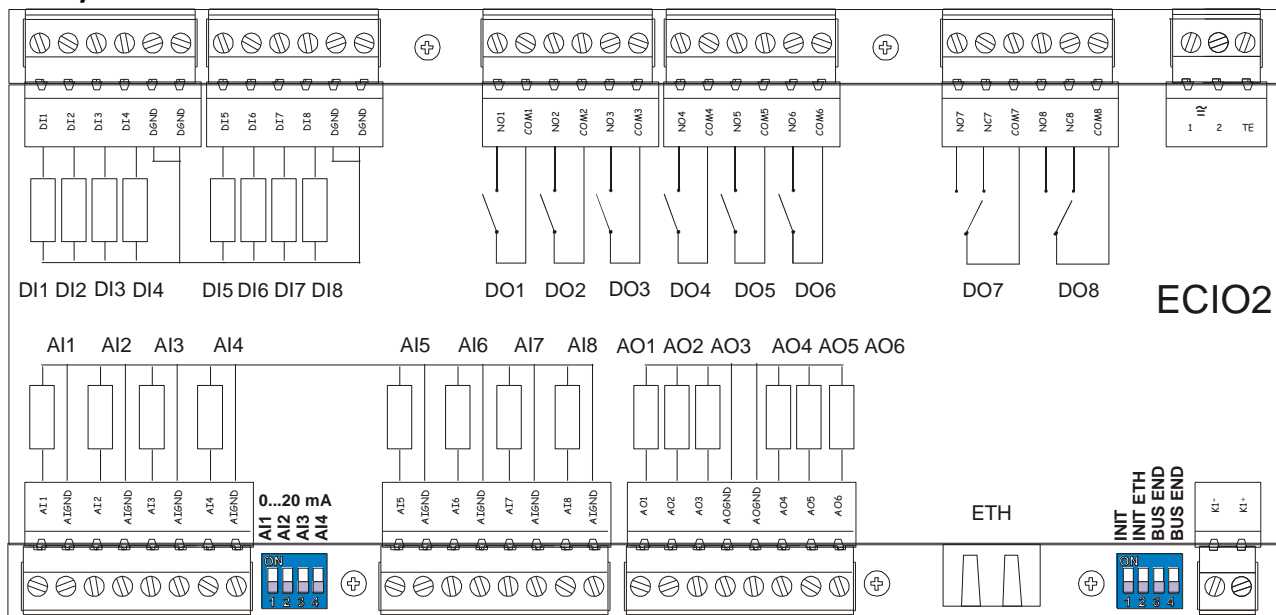 DI1 DI2 DI3 DI4 DGND DGND
DI5 DI6 DI7 DI8 DGND DGND
NO1 COM1 NO2 COM2 NO3 COM3
NO4 COM4 NO5 COM5 NO6 COM6
NO7 NC7 COM7 NO8 NC8 COM8
1 2 TE
DI1 DI2 DI3 DI4
DI5 DI6 DI7 DI8
DO1 DO2 DO3 DO4 DO5 DO6
DO7 DO8
ECIO2
AI1 AI2 AI3 AI4
AI5 AI6 AI7 AI8
AO1 AO2 AO3 AO4 AO5 AO6
AI1 AIGND AI2 AIGND AI3 AIGND AI4 AIGND
0...20 mA
AI1
AI2
AI3
AI4
ON
1 2 3 4
AI5 AIGND AI6 AIGND AI7 AIGND AI8 AIGND
AO1 AO2 AO3 AOGND AOGND AO4 AO5 AO6
ETH
INIT
INIT ETH
BUS END
BUS END
ON
1 2 3 4
K1- K1+